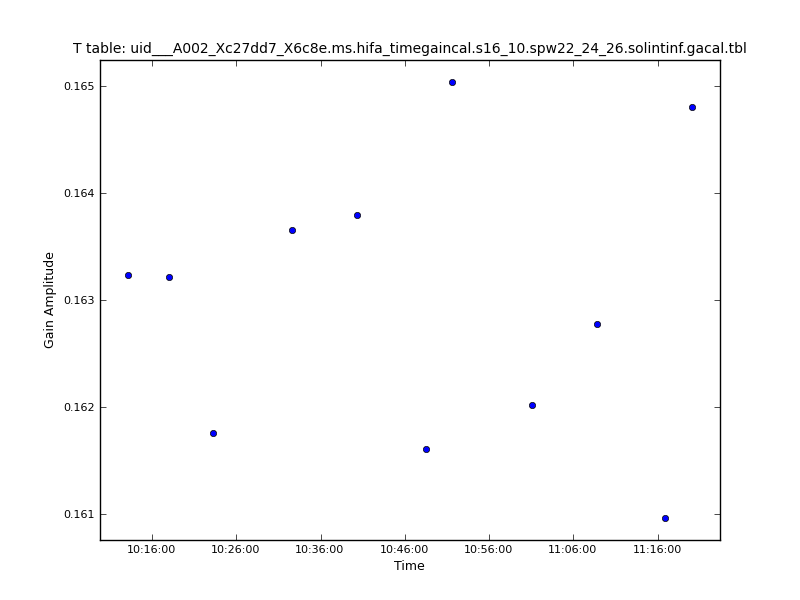 T table: uid___A002_Xc27dd7_X6c8e.ms.hifa_timegaincal.s16_10.spw22_24_26.solintinf.gacal.tbl
0.165
0.164
0.163
0.162
0.161
Gain Amplitude
10:16:00 10:26:00 10:36:00 10:46:00 10:56:00 11:06:00 11:16:00
Time